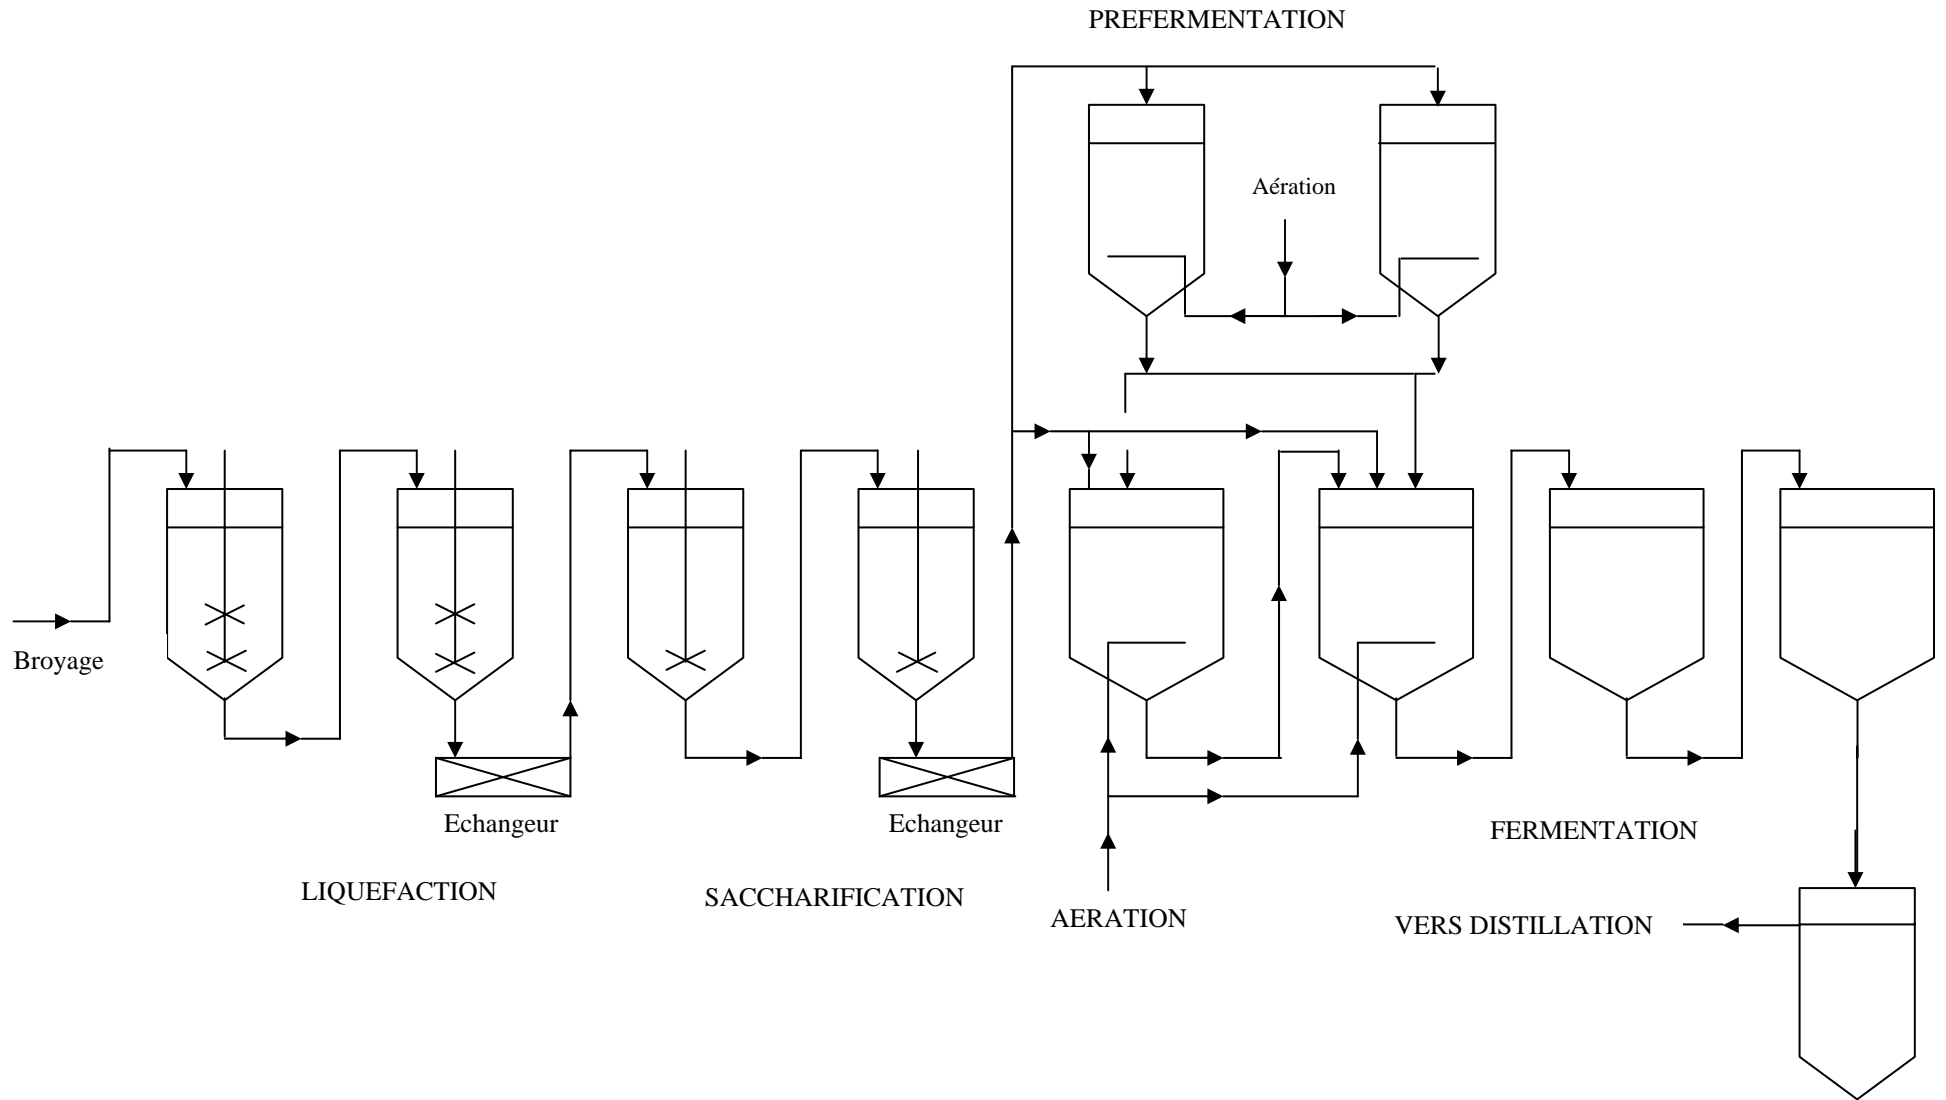 PREFERMENTATION
Aération
Broyage
Echangeur
Echangeur
FERMENTATION
LIQUEFACTION
SACCHARIFICATION
AERATION
VERS DISTILLATION